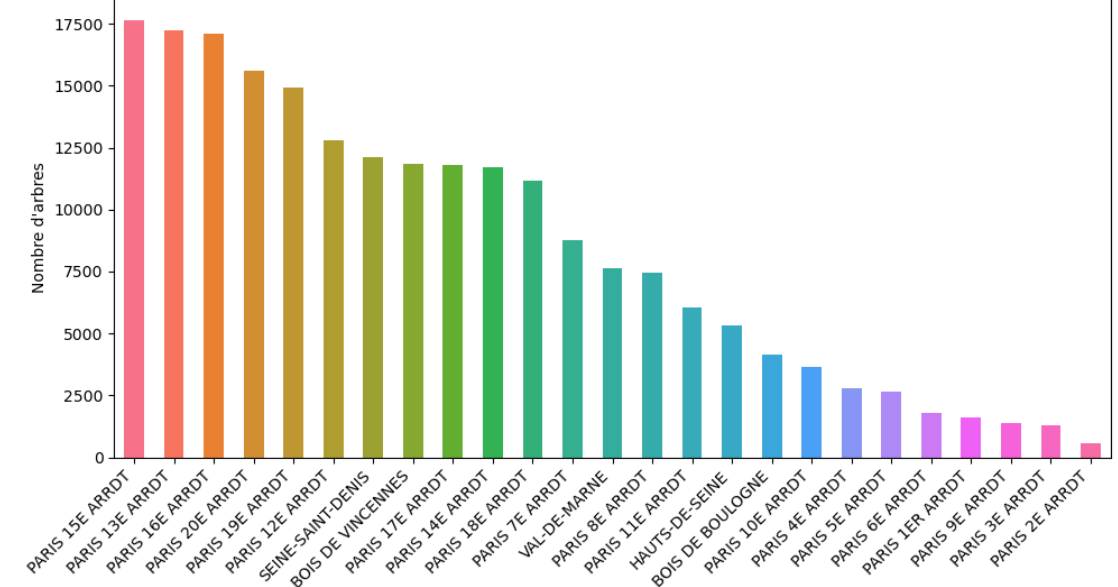 17500
15000
12500
10000
7500
5000
2500
0
Nombre d'arbres
PARIS 15E ARRDT
PARIS 13E ARRDT
PARIS 16E ARRDT
PARIS 20E ARRDT
PARIS 19E ARRDT
PARIS 12E ARRDT
SEINE-SAINT-DENIS
BOIS DE VINCENNES
PARIS 17E ARRDT
PARIS 14E ARRDT
PARIS 18E ARRDT
PARIS 7E ARRDT
VAL-DE-MARNE
PARIS 8E ARRDT
PARIS 11E ARRDT
HAUTS-DE-SEINE
BOIS DE BOULOGNE
PARIS 10E ARRDT
PARIS 4E ARRDT
PARIS 5E ARRDT
PARIS 6E ARRDT
PARIS 1ER ARRDT
PARIS 9E ARRDT
PARIS 3E ARRDT
PARIS 2E ARRDT